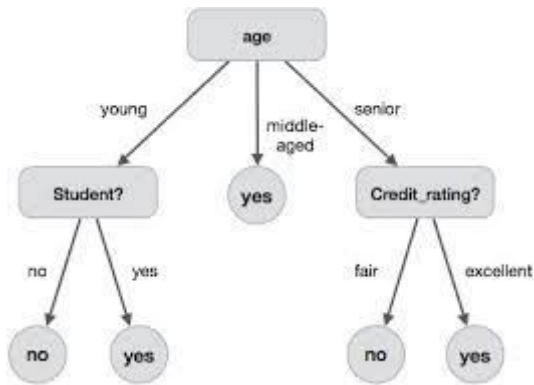 age
young
middle-
aged
senior
Student?
yes
Credit_rating?
no
yes
fair
excellent
no
yes
no
yes